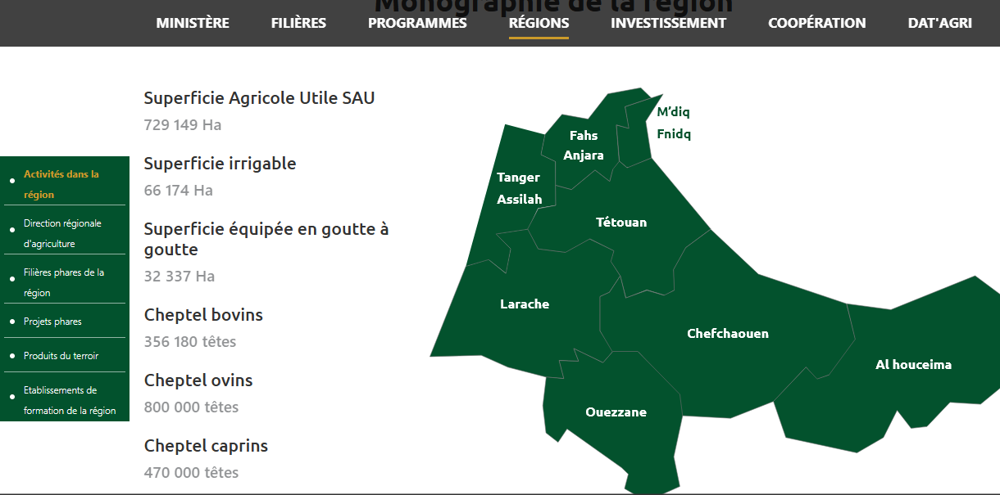 Monographie de la région
MINISTÈRE FILIÈRES PROGRAMMES RÉGIONS INVESTISSEMENT COOPÉRATION DAT'AGRI
Activités dans la
région
Direction régionale
d'agriculture
Filières phares de la
région
Projets phares
Produits du terroir
Etablissements de
formation de la région
Superficie Agricole Utile SAU
729 149 Ha
Superficie irrigable
66 174 Ha
Superficie équipée en goutte à
goutte
32 337 Ha
Cheptel bovins
356 180 têtes
Cheptel ovins
800 000 têtes
Cheptel caprins
470 000 têtes
M'diq
Fnidq
Fahs
Anjara
Tanger
Assilah
Tétouan
Larache
Chefchaouen
Al houceima
Ouezzane